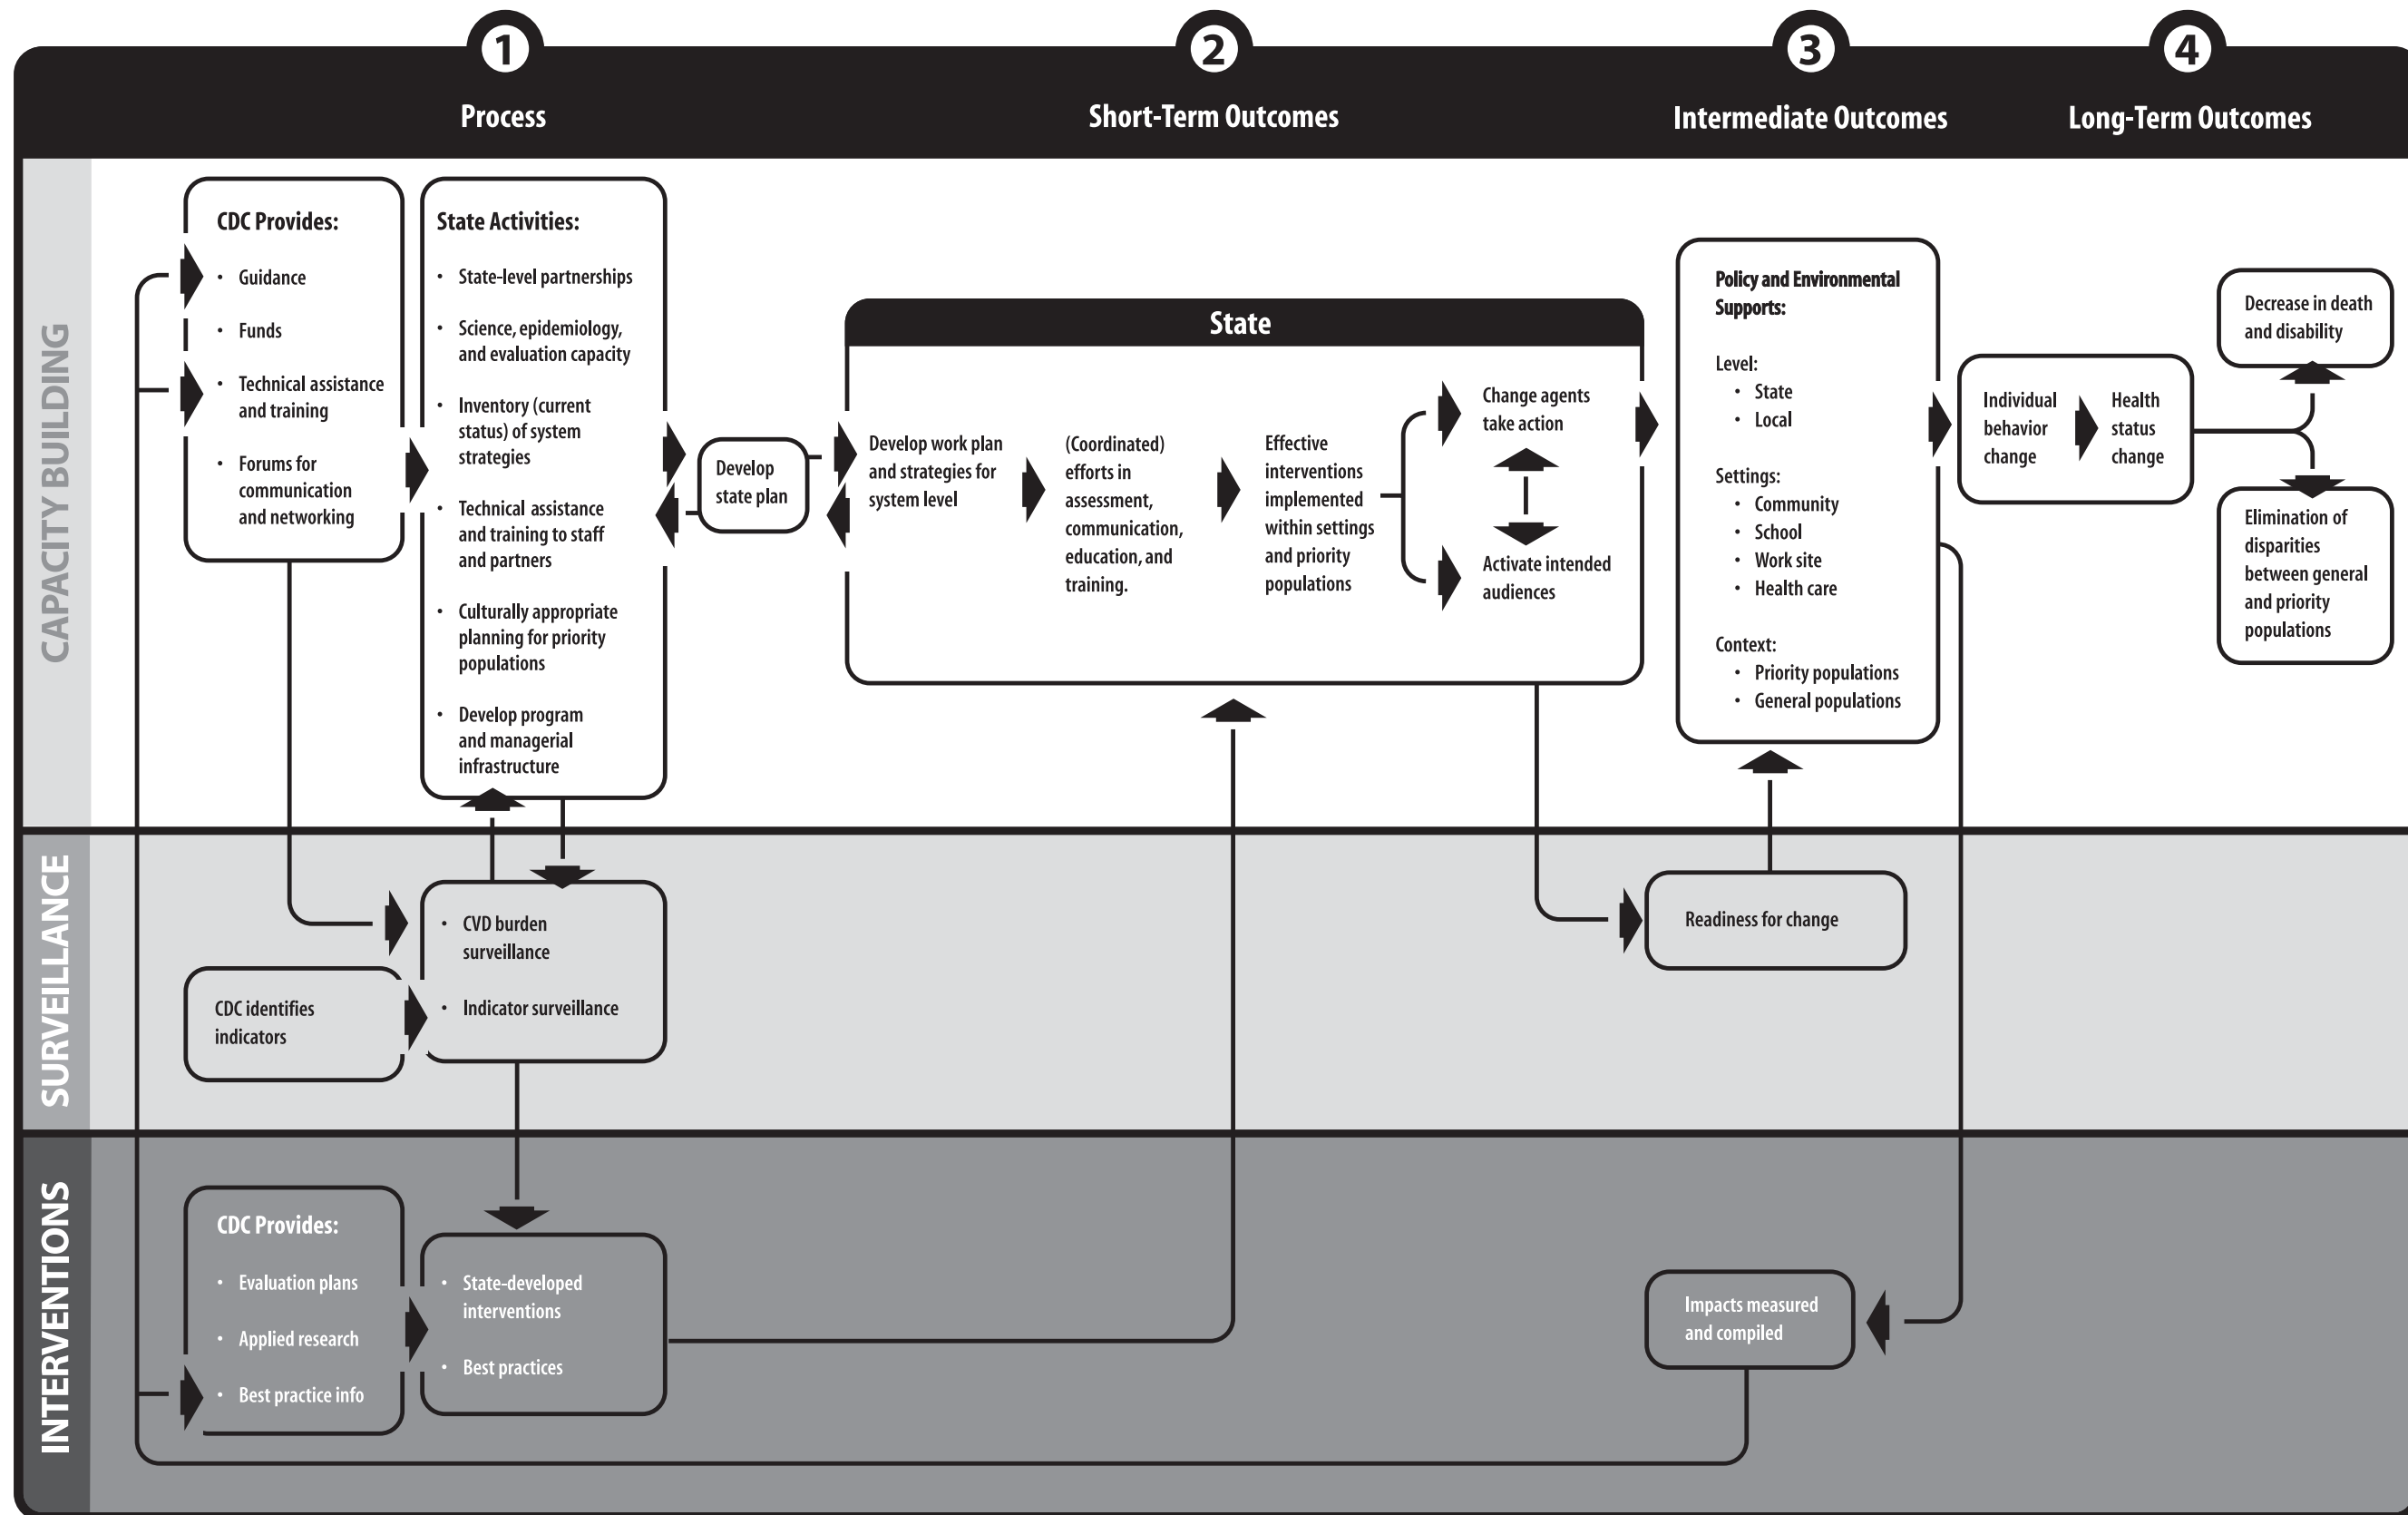 1
2
3
4
Process
Short-Term Outcomes
Intermediate Outcomes
Long-Term Outcomes
CAPACITY BUILDING
CDC Provides:
• Guidance
• Funds
• Technical assistance
and training
• Forums for
communication
and networking
State Activities:
• State-level partnerships
• Science, epidemiology,
and evaluation capacity
• Inventory (current
status) of system
strategies
• Technical assistance
and training to staff
and partners
• Culturally appropriate
planning for priority
populations
• Develop program
and managerial
infrastructure
Develop
state plan
State
Develop work plan
and strategies for
system level
(Coordinated)
efforts in
assessment,
communication,
education, and
training.
Effective
interventions
implemented
within settings
and priority
populations
Change agents
take action
Activate intended
audiences
Policy and Environmental
Supports:
Level:
• State
• Local
Settings:
• Community
• School
• Work site
• Health care
Context:
• Priority populations
• General populations
Individual
behavior
change
Health
status
change
Decrease in death
and disability
Elimination of
disparities
between general
and priority
populations
SURVEILLANCE
CDC identifies
indicators
• CVD burden
surveillance
• Indicator surveillance
Readiness for change
INTERVENTIONS
CDC Provides:
• Evaluation plans
• Applied research
• Best practice info
• State-developed
interventions
• Best practices
Impacts measured
and compiled